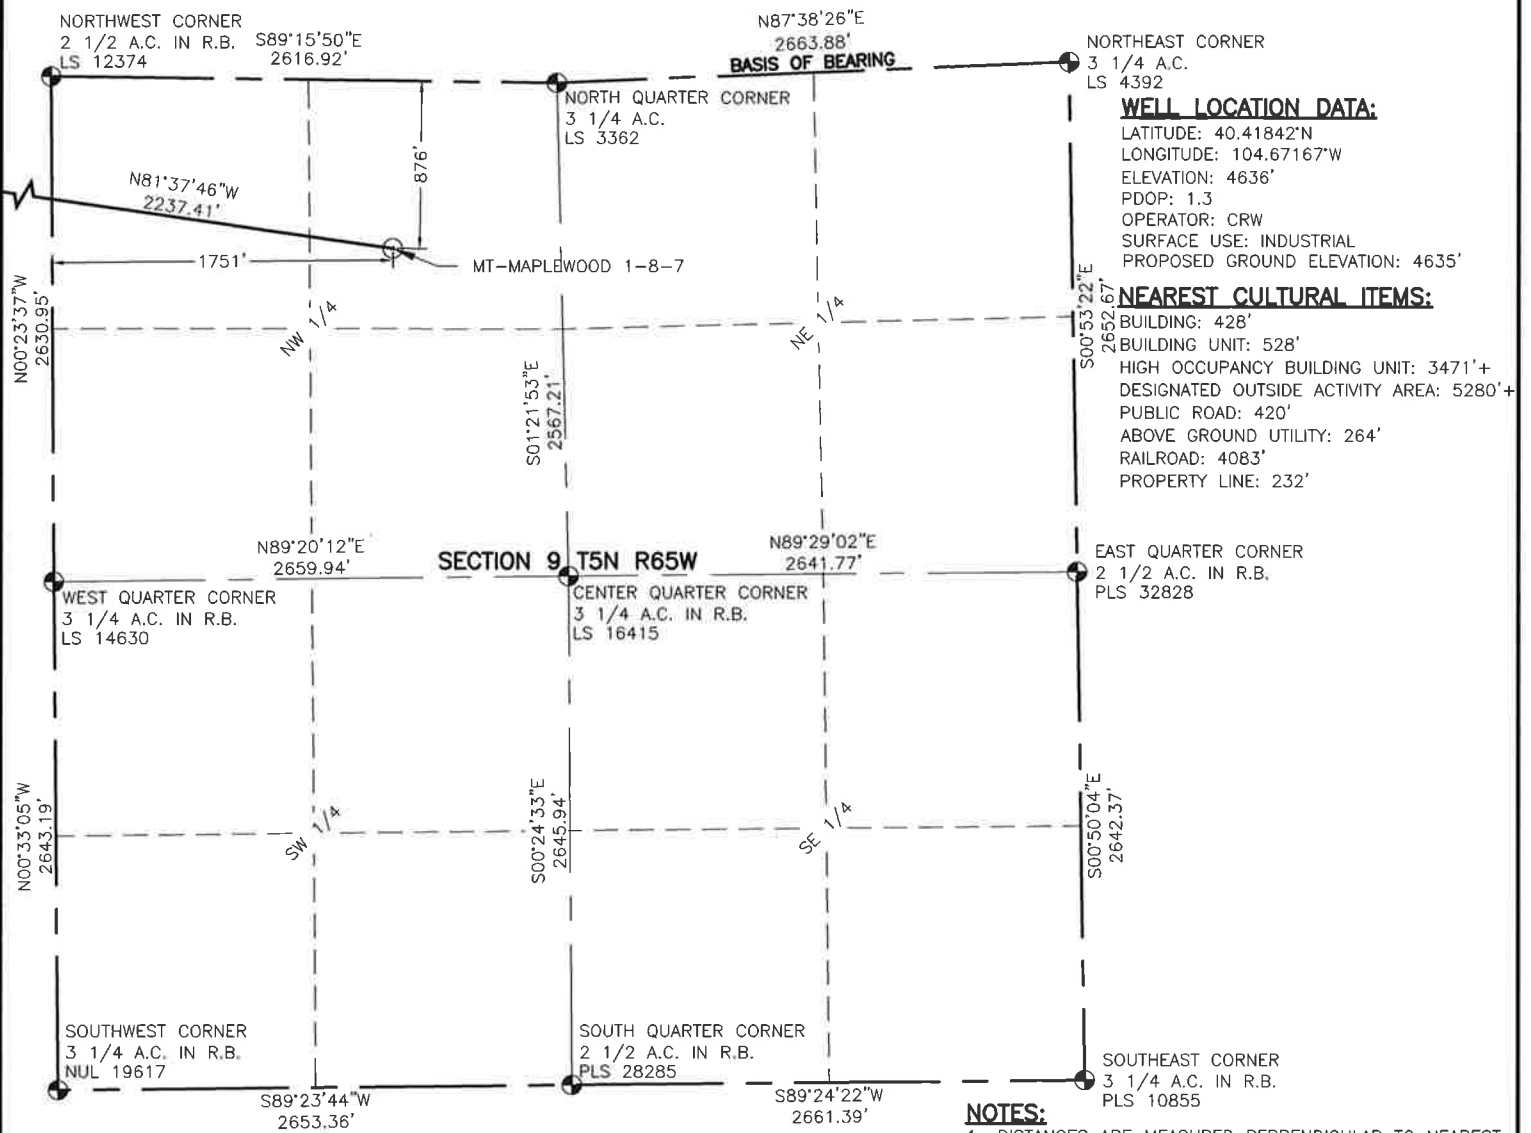 NORTHWEST CORNER
2 1/2 A.C. IN R.B.
LS 12374
S89°15'50"E
2616.92'
N87°38'26"E
2663.88'
BASIS OF BEARING
NORTHEAST CORNER
3 1/4 A.C.
LS 4392
NORTH QUARTER CORNER
3 1/4 A.C.
LS 3362
WELL LOCATION DATA:
LATITUDE: 40.41842°N
LONGITUDE: 104.67167°W
ELEVATION: 4636'
PDOP: 1.3
OPERATOR: CRW
SURFACE USE: INDUSTRIAL
PROPOSED GROUND ELEVATION: 4635'
876'
N81°37'46"W
2237.41'
1751'
MT-MAPLEWOOD 1-8-7
NEAREST CULTURAL ITEMS:
BUILDING: 428'
BUILDING UNIT: 528'
HIGH OCCUPANCY BUILDING UNIT: 3471'+
DESIGNATED OUTSIDE ACTIVITY AREA: 5280'+
PUBLIC ROAD: 420'
ABOVE GROUND UTILITY: 264'
RAILROAD: 4083'
PROPERTY LINE: 232'
N00°23'37"W
2630.95'
NW 1/4
S01°21'53"E
2567.21'
NE 1/4
S00°53'22"E
2652.67'
N89°20'12"E
2659.94'
SECTION 9 T5N R65W
N89°29'02"E
2641.77'
EAST QUARTER CORNER
2 1/2 A.C. IN R.B.
PLS 32828
WEST QUARTER CORNER
3 1/4 A.C. IN R.B.
LS 14630
CENTER QUARTER CORNER
3 1/4 A.C. IN R.B.
LS 16415
N00°33'05"W
2643.19'
SW 1/4
S00°24'33"E
2645.94'
SE 1/4
S00°50'04"E
2642.37'
SOUTHWEST CORNER
3 1/4 A.C. IN R.B.
NUL 19617
SOUTH QUARTER CORNER
2 1/2 A.C. IN R.B.
PLS 28285
SOUTHEAST CORNER
3 1/4 A.C. IN R.B.
PLS 10855
S89°23'44"W
2653.36'
S89°24'22"W
2661.39'
NOTES:
1. DISTANCES ARE MEASURED PERPENDICULAR TO NEAREST